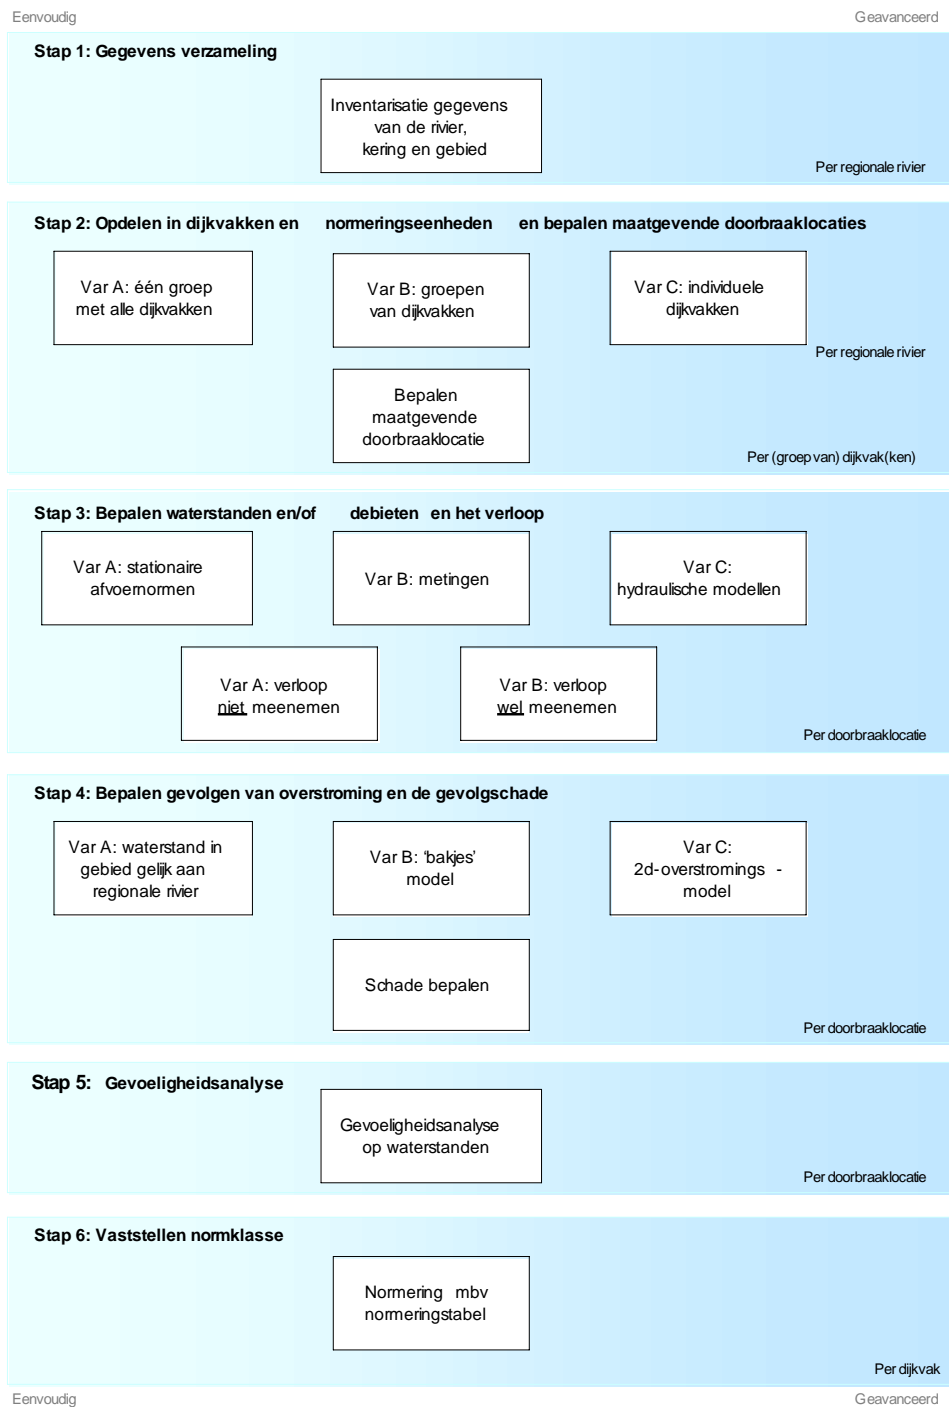 Eenvoudig
Geavanceerd
Stap 1: Gegevens verzameling
Inventarisatie gegevens
van de rivier,
kering en gebied
Per regionale rivier
Stap 2: Opdelen in dijkvakken en normeringseenheden en bepalen maatgevende doorbraaklocaties
Var A: één groep
met alle dijkvakken
Var B: groepen
van dijkvakken
Var C: individuele
dijkvakken
Per regionale rivier
Bepalen
maatgevende
doorbraaklocatie
Per (groep van) dijkvak(ken)
Stap 3: Bepalen waterstanden en/of debieten en het verloop
Var A: stationaire
afvoernormen
Var B: metingen
Var C:
hydraulische modellen
Var A: verloop
niet meenemen
Var B: verloop
wel meenemen
Per doorbraaklocatie
Stap 4: Bepalen gevolgen van overstroming en de gevolgschade
Var A: waterstand in
gebied gelijk aan
regionale rivier
Var B: 'bakjes'
model
Var C:
2d-overstromings -
model
Schade bepalen
Per doorbraaklocatie
Stap 5: Gevoeligheidsanalyse
Gevoeligheidsanalyse
op waterstanden
Per doorbraaklocatie
Stap 6: Vaststellen normklasse
Normering mbv
normeringstabel
Per dijkvak
Eenvoudig
Geavanceerd